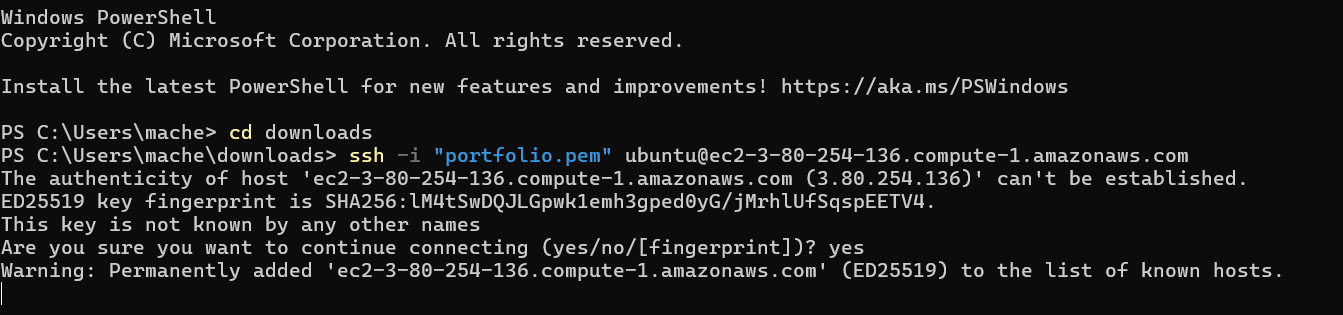 Windows PowerShell
Copyright (C) Microsoft Corporation. All rights reserved.
Install the latest PowerShell for new features and improvements! https://aka.ms/PSWindows
PS C:\Users\mache> cd downloads
PS C:\Users\mache\downloads> ssh -i "portfolio.pem" ubuntu@ec2-3-80-254-136.compute-1.amazonaws.com
The authenticity of host 'ec2-3-80-254-136.compute-1.amazonaws.com (3.80.254.136)' can't be established.
ED25519 key fingerprint is SHA256:lM4tSwDQJLGpwk1emh3gped0yG/jMrhlUfSqspEETV4.
This key is not known by any other names
Are you sure you want to continue connecting (yes/no/[fingerprint])? yes
Warning: Permanently added 'ec2-3-80-254-136.compute-1.amazonaws.com' (ED25519) to the list of known hosts.